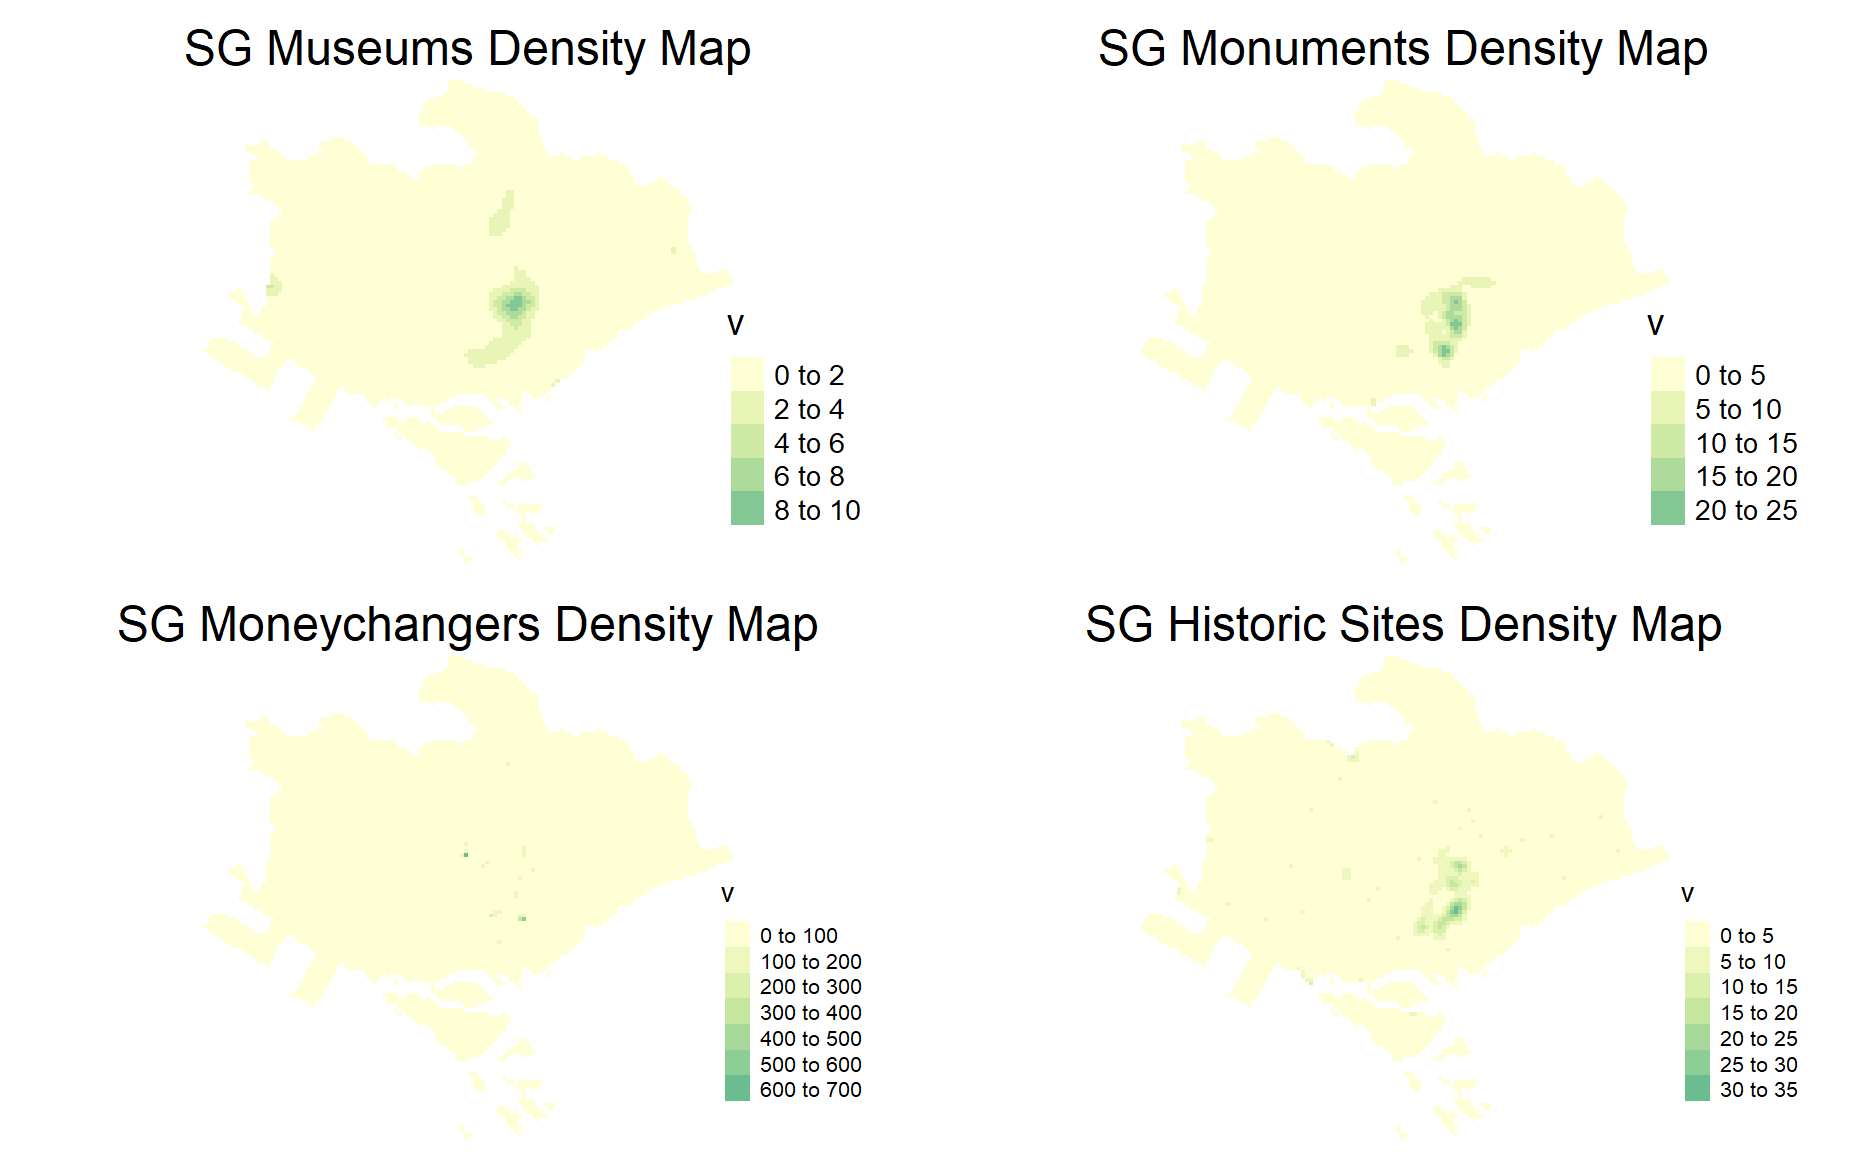 SG Museums Density Map
v
0 to 2
2 to 4
4 to 6
6 to 8
8 to 10
SG Monuments Density Map
v
0 to 5
5 to 10
10 to 15
15 to 20
20 to 25
SG Moneychangers Density Map
v
0 to 100
100 to 200
200 to 300
300 to 400
400 to 500
500 to 600
600 to 700
SG Historic Sites Density Map
v
0 to 5
5 to 10
10 to 15
15 to 20
20 to 25
25 to 30
30 to 35